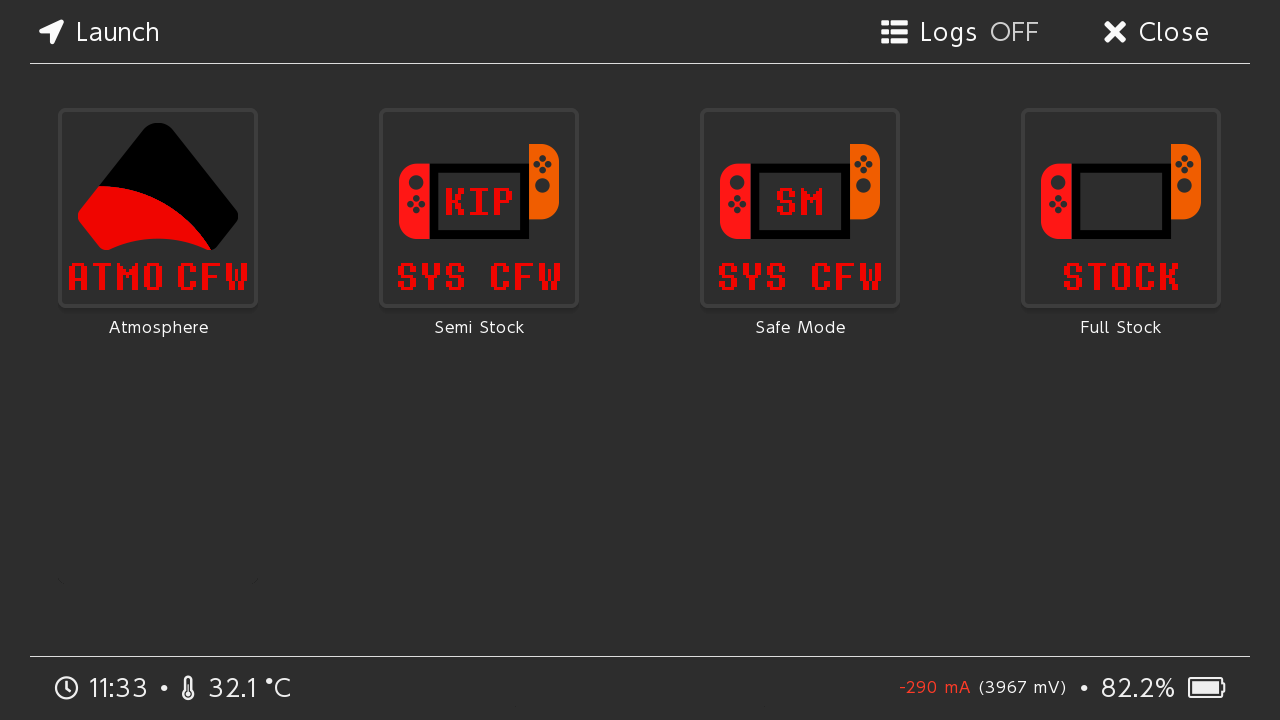 Launch Logs OFF Close
KIP SM
ATMO CFW SYS CFW SYS CFW STOCK
Atmosphere Semi Stock Safe Mode Full Stock
11:33 • 32.1 °C -290 mA (3967 mV) • 82.2%